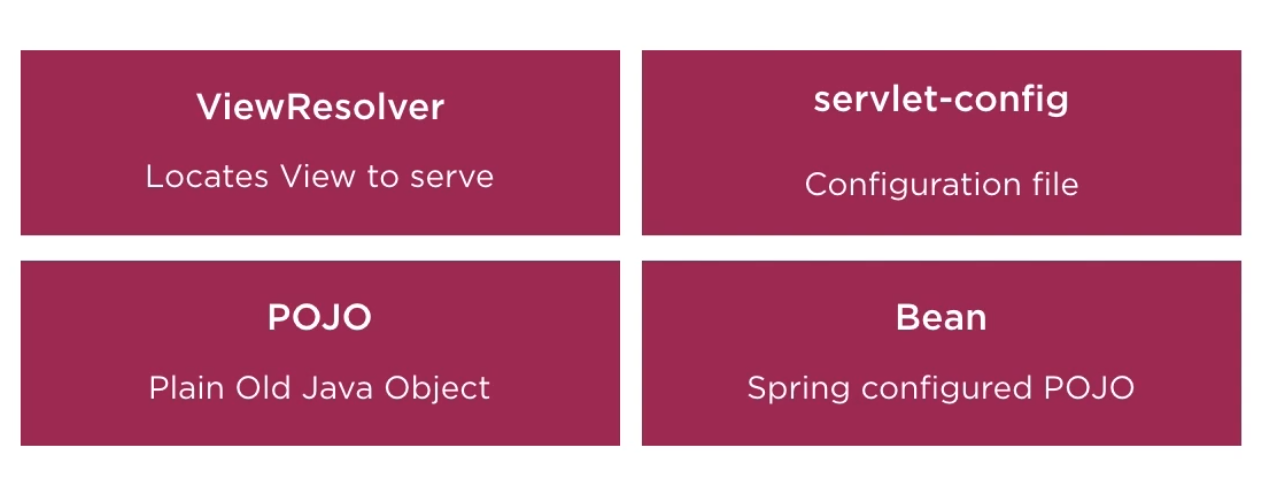 ViewResolver
Locates View to serve
servlet-config
Configuration file
POJO
Plain Old Java Object
Bean
Spring configured POJO